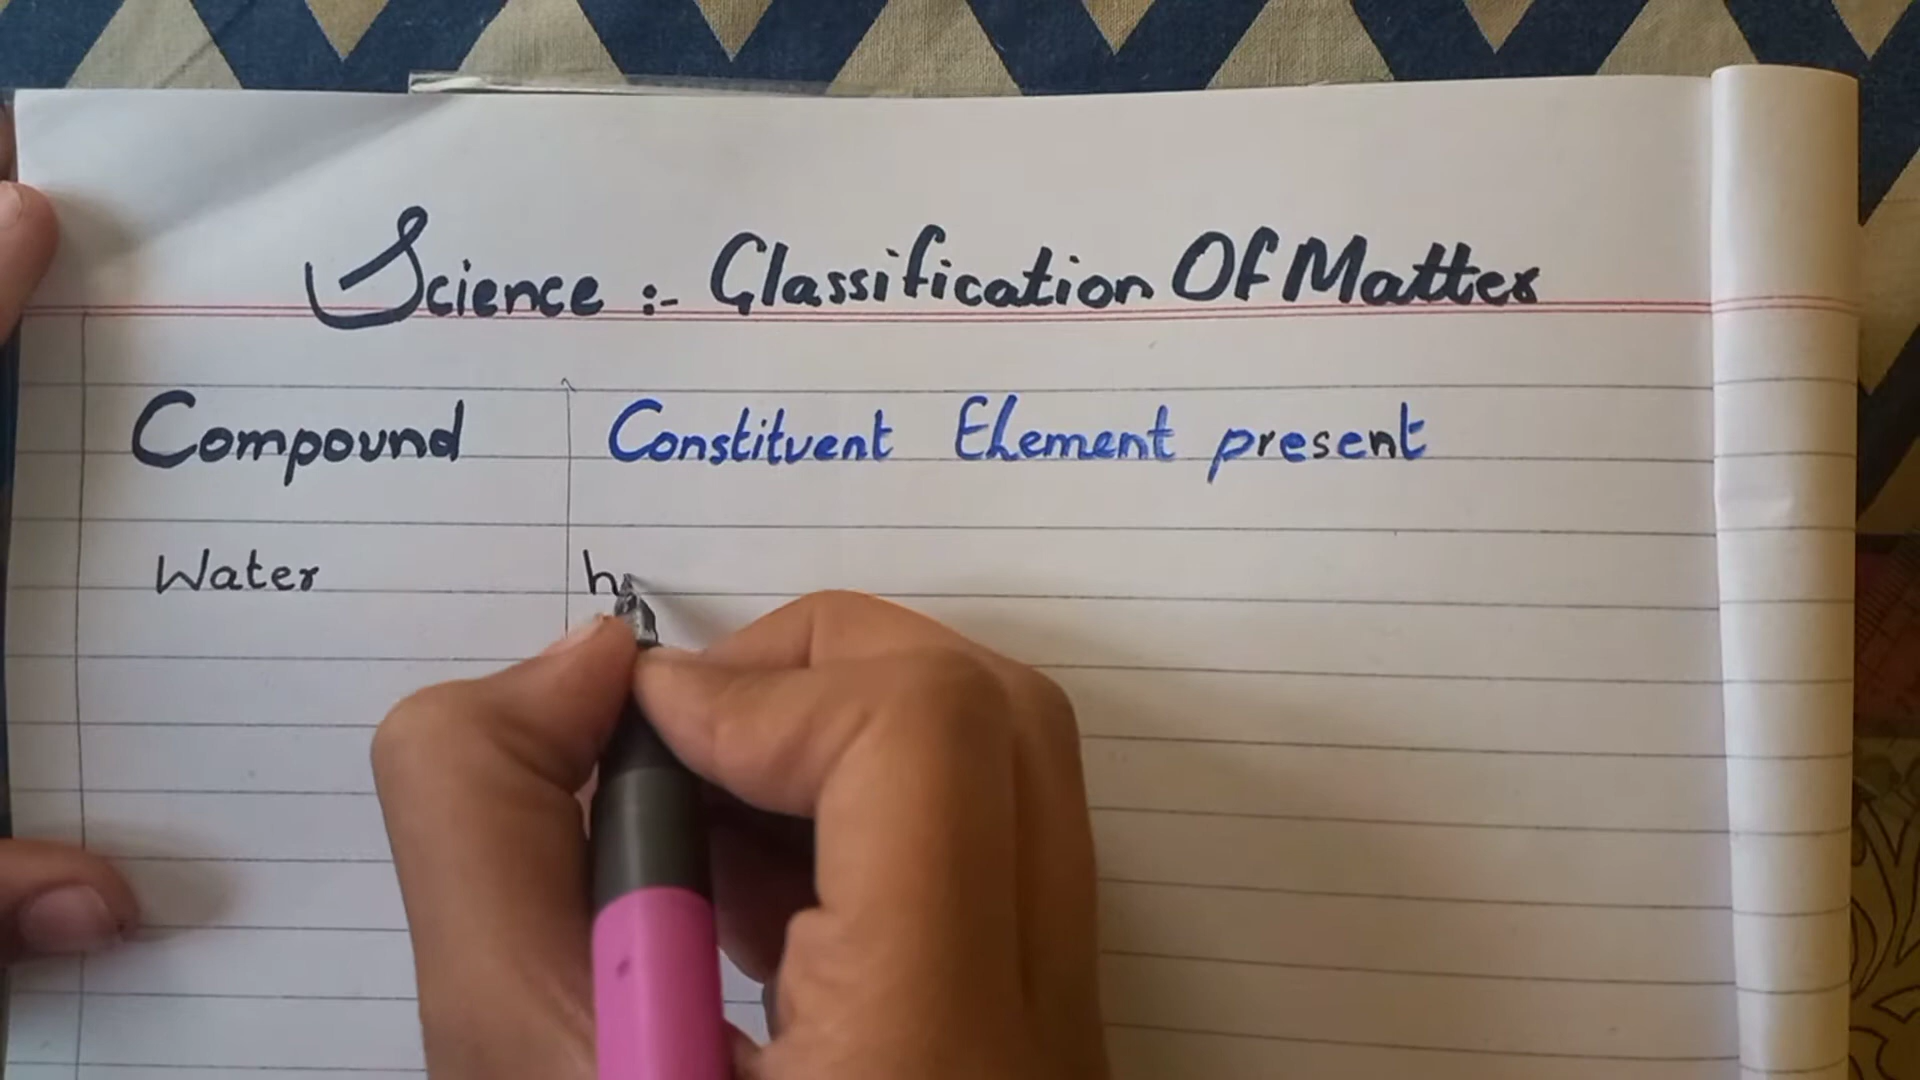 Science :- Classification Of Matter
Compound Constituent Element present
Water h